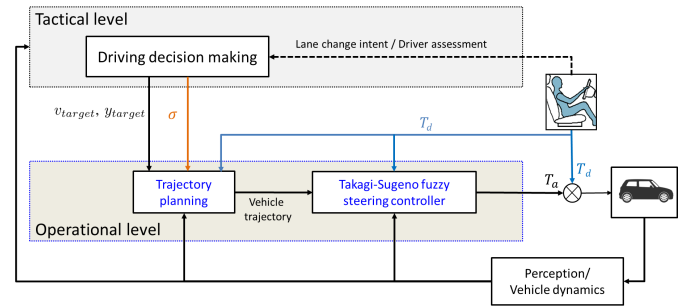 Tactical level
Driving decision making
Lane change intent / Driver assessment
v_target, y_target
σ
T_d
Trajectory
planning
Vehicle
trajectory
Takagi-Sugeno fuzzy
steering controller
T_a
T_d
Operational level
Perception/
Vehicle dynamics